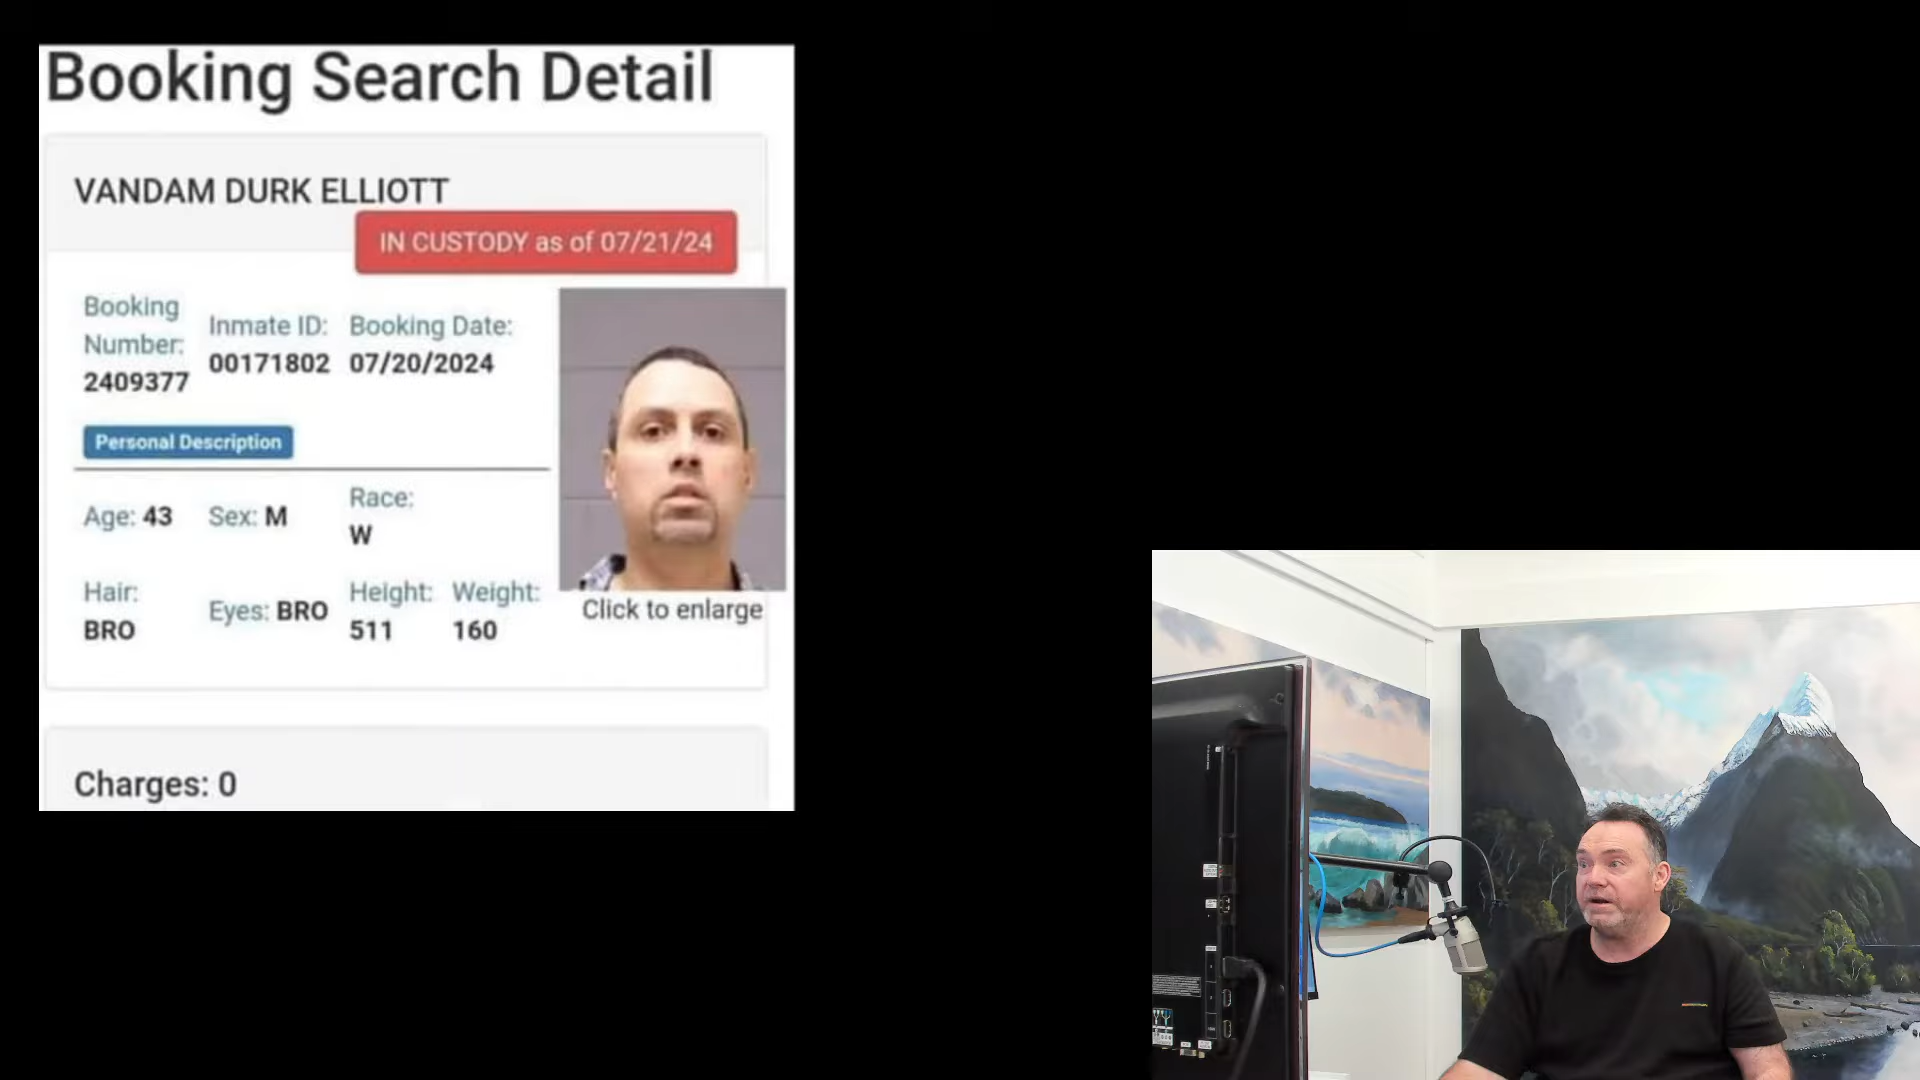 Booking Search Detail
VANDAM DURK ELLIOTT
IN CUSTODY as of 07/21/24
Booking Number: 2409377
Inmate ID: 00171802
Booking Date: 07/20/2024
Personal Description
Age: 43
Sex: M
Race: W
Hair: BRO
Eyes: BRO
Height: 511
Weight: 160
Click to enlarge
Charges: 0